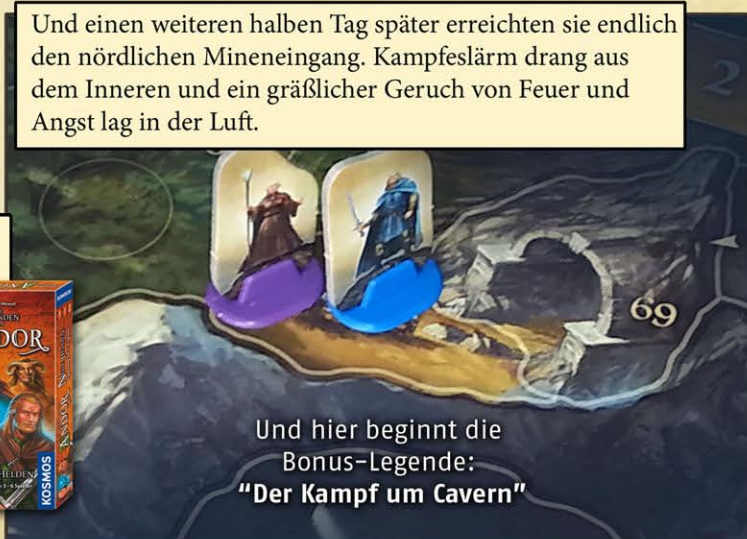 Und einen weiteren halben Tag später erreichten sie endlich
den nördlichen Mineneingang. Kampfeslärm drang aus
dem Inneren und ein gräßlicher Geruch von Feuer und
Angst lag in der Luft.
2
69
DOR
HELDEN
KOSMOS
Und hier beginnt die
Bonus-Legende:
“Der Kampf um Cavern”